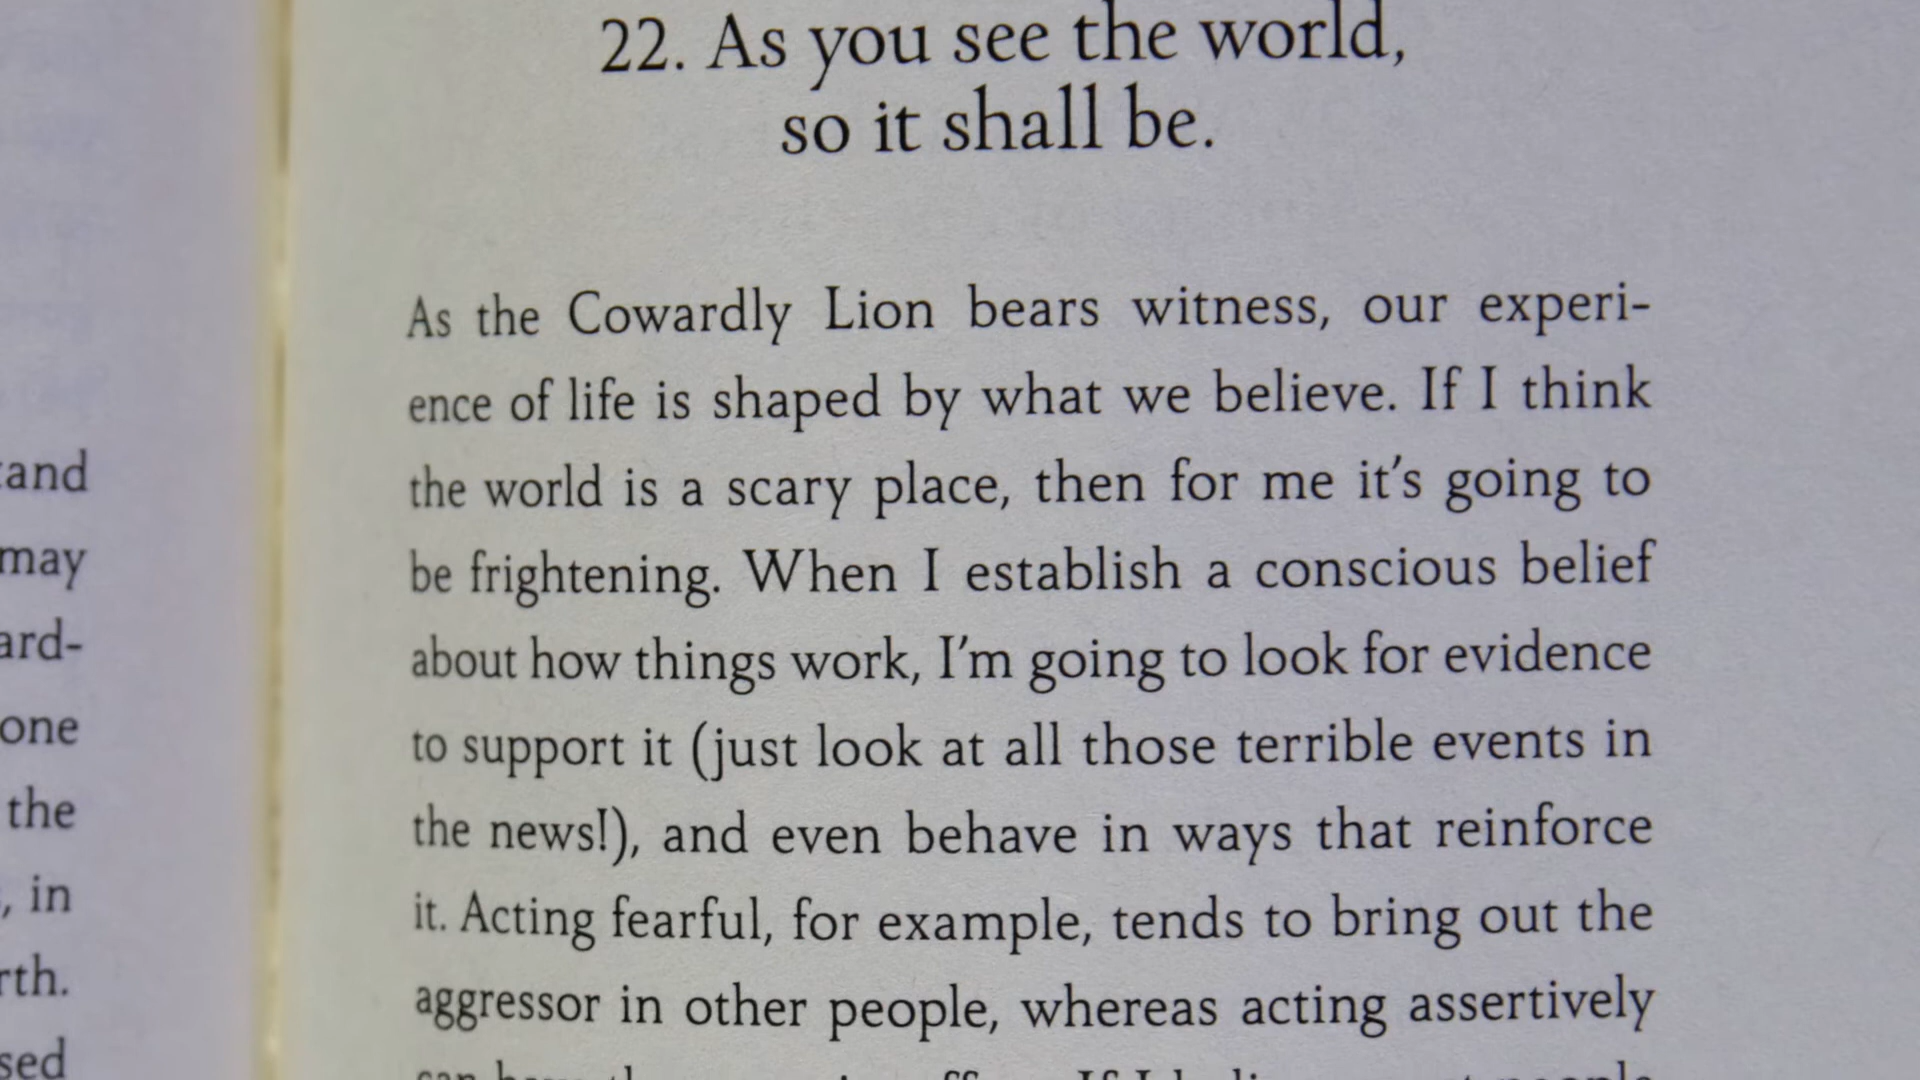 and
may
ard-
one
the
, in
rth.
sed
22. As you see the world,
so it shall be.
As the Cowardly Lion bears witness, our experi-
ence of life is shaped by what we believe. If I think
the world is a scary place, then for me it's going to
be frightening. When I establish a conscious belief
about how things work, I'm going to look for evidence
to support it (just look at all those terrible events in
the news!), and even behave in ways that reinforce
it. Acting fearful, for example, tends to bring out the
aggressor in other people, whereas acting assertively
people